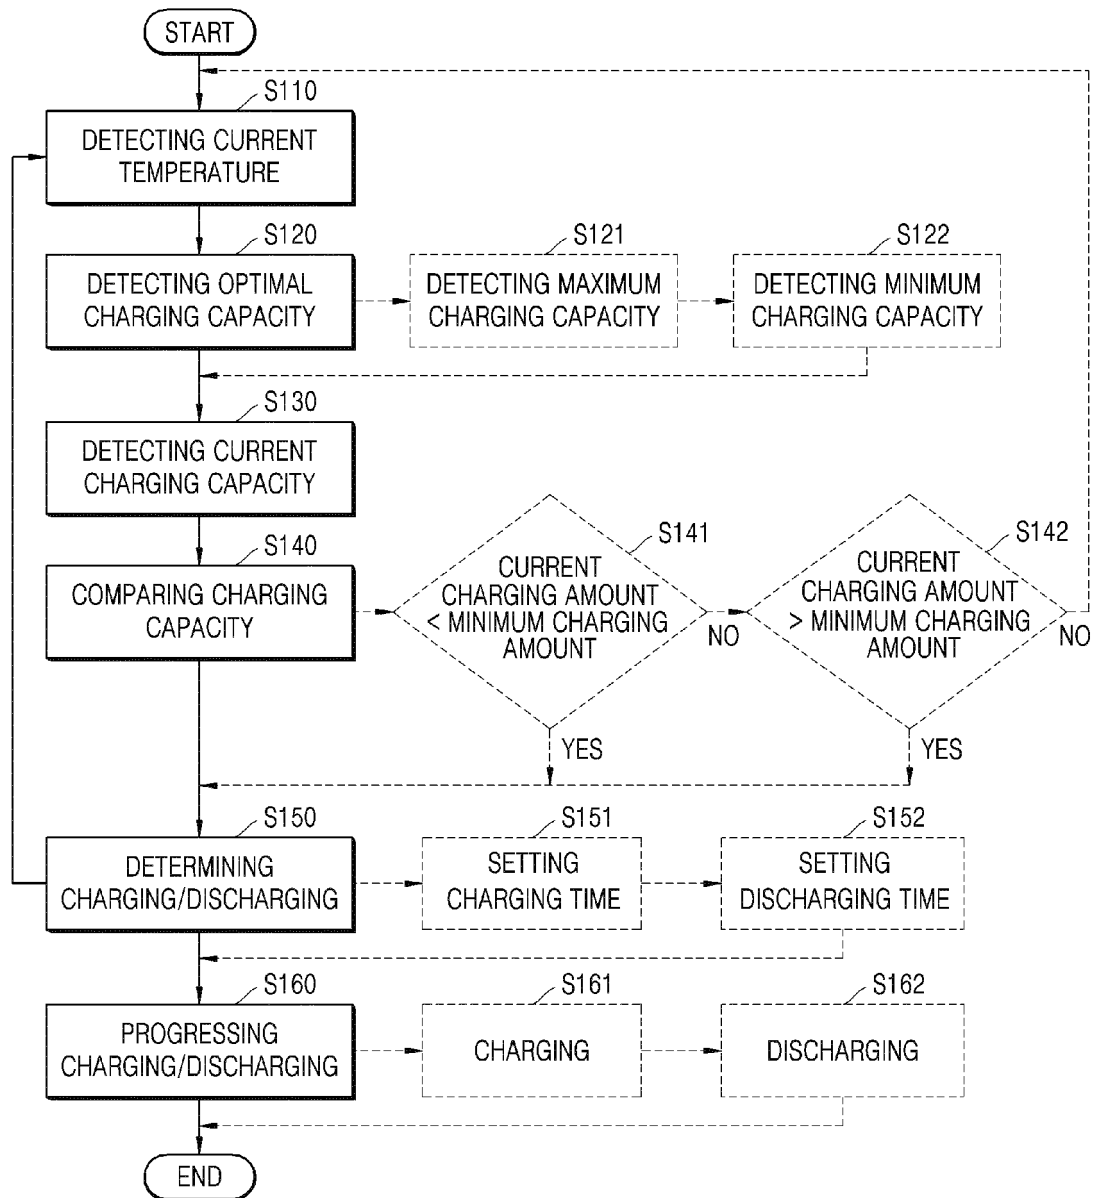 START
S110
DETECTING CURRENT
TEMPERATURE
S120
DETECTING OPTIMAL
CHARGING CAPACITY
S121
DETECTING MAXIMUM
CHARGING CAPACITY
S122
DETECTING MINIMUM
CHARGING CAPACITY
S130
DETECTING CURRENT
CHARGING CAPACITY
S140
COMPARING CHARGING
CAPACITY
S141
CURRENT
CHARGING AMOUNT
< MINIMUM CHARGING
AMOUNT
NO
YES
S142
CURRENT
CHARGING AMOUNT
> MINIMUM CHARGING
AMOUNT
NO
YES
S150
DETERMINING
CHARGING/DISCHARGING
S151
SETTING
CHARGING TIME
S152
SETTING
DISCHARGING TIME
S160
PROGRESSING
CHARGING/DISCHARGING
S161
CHARGING
S162
DISCHARGING
END